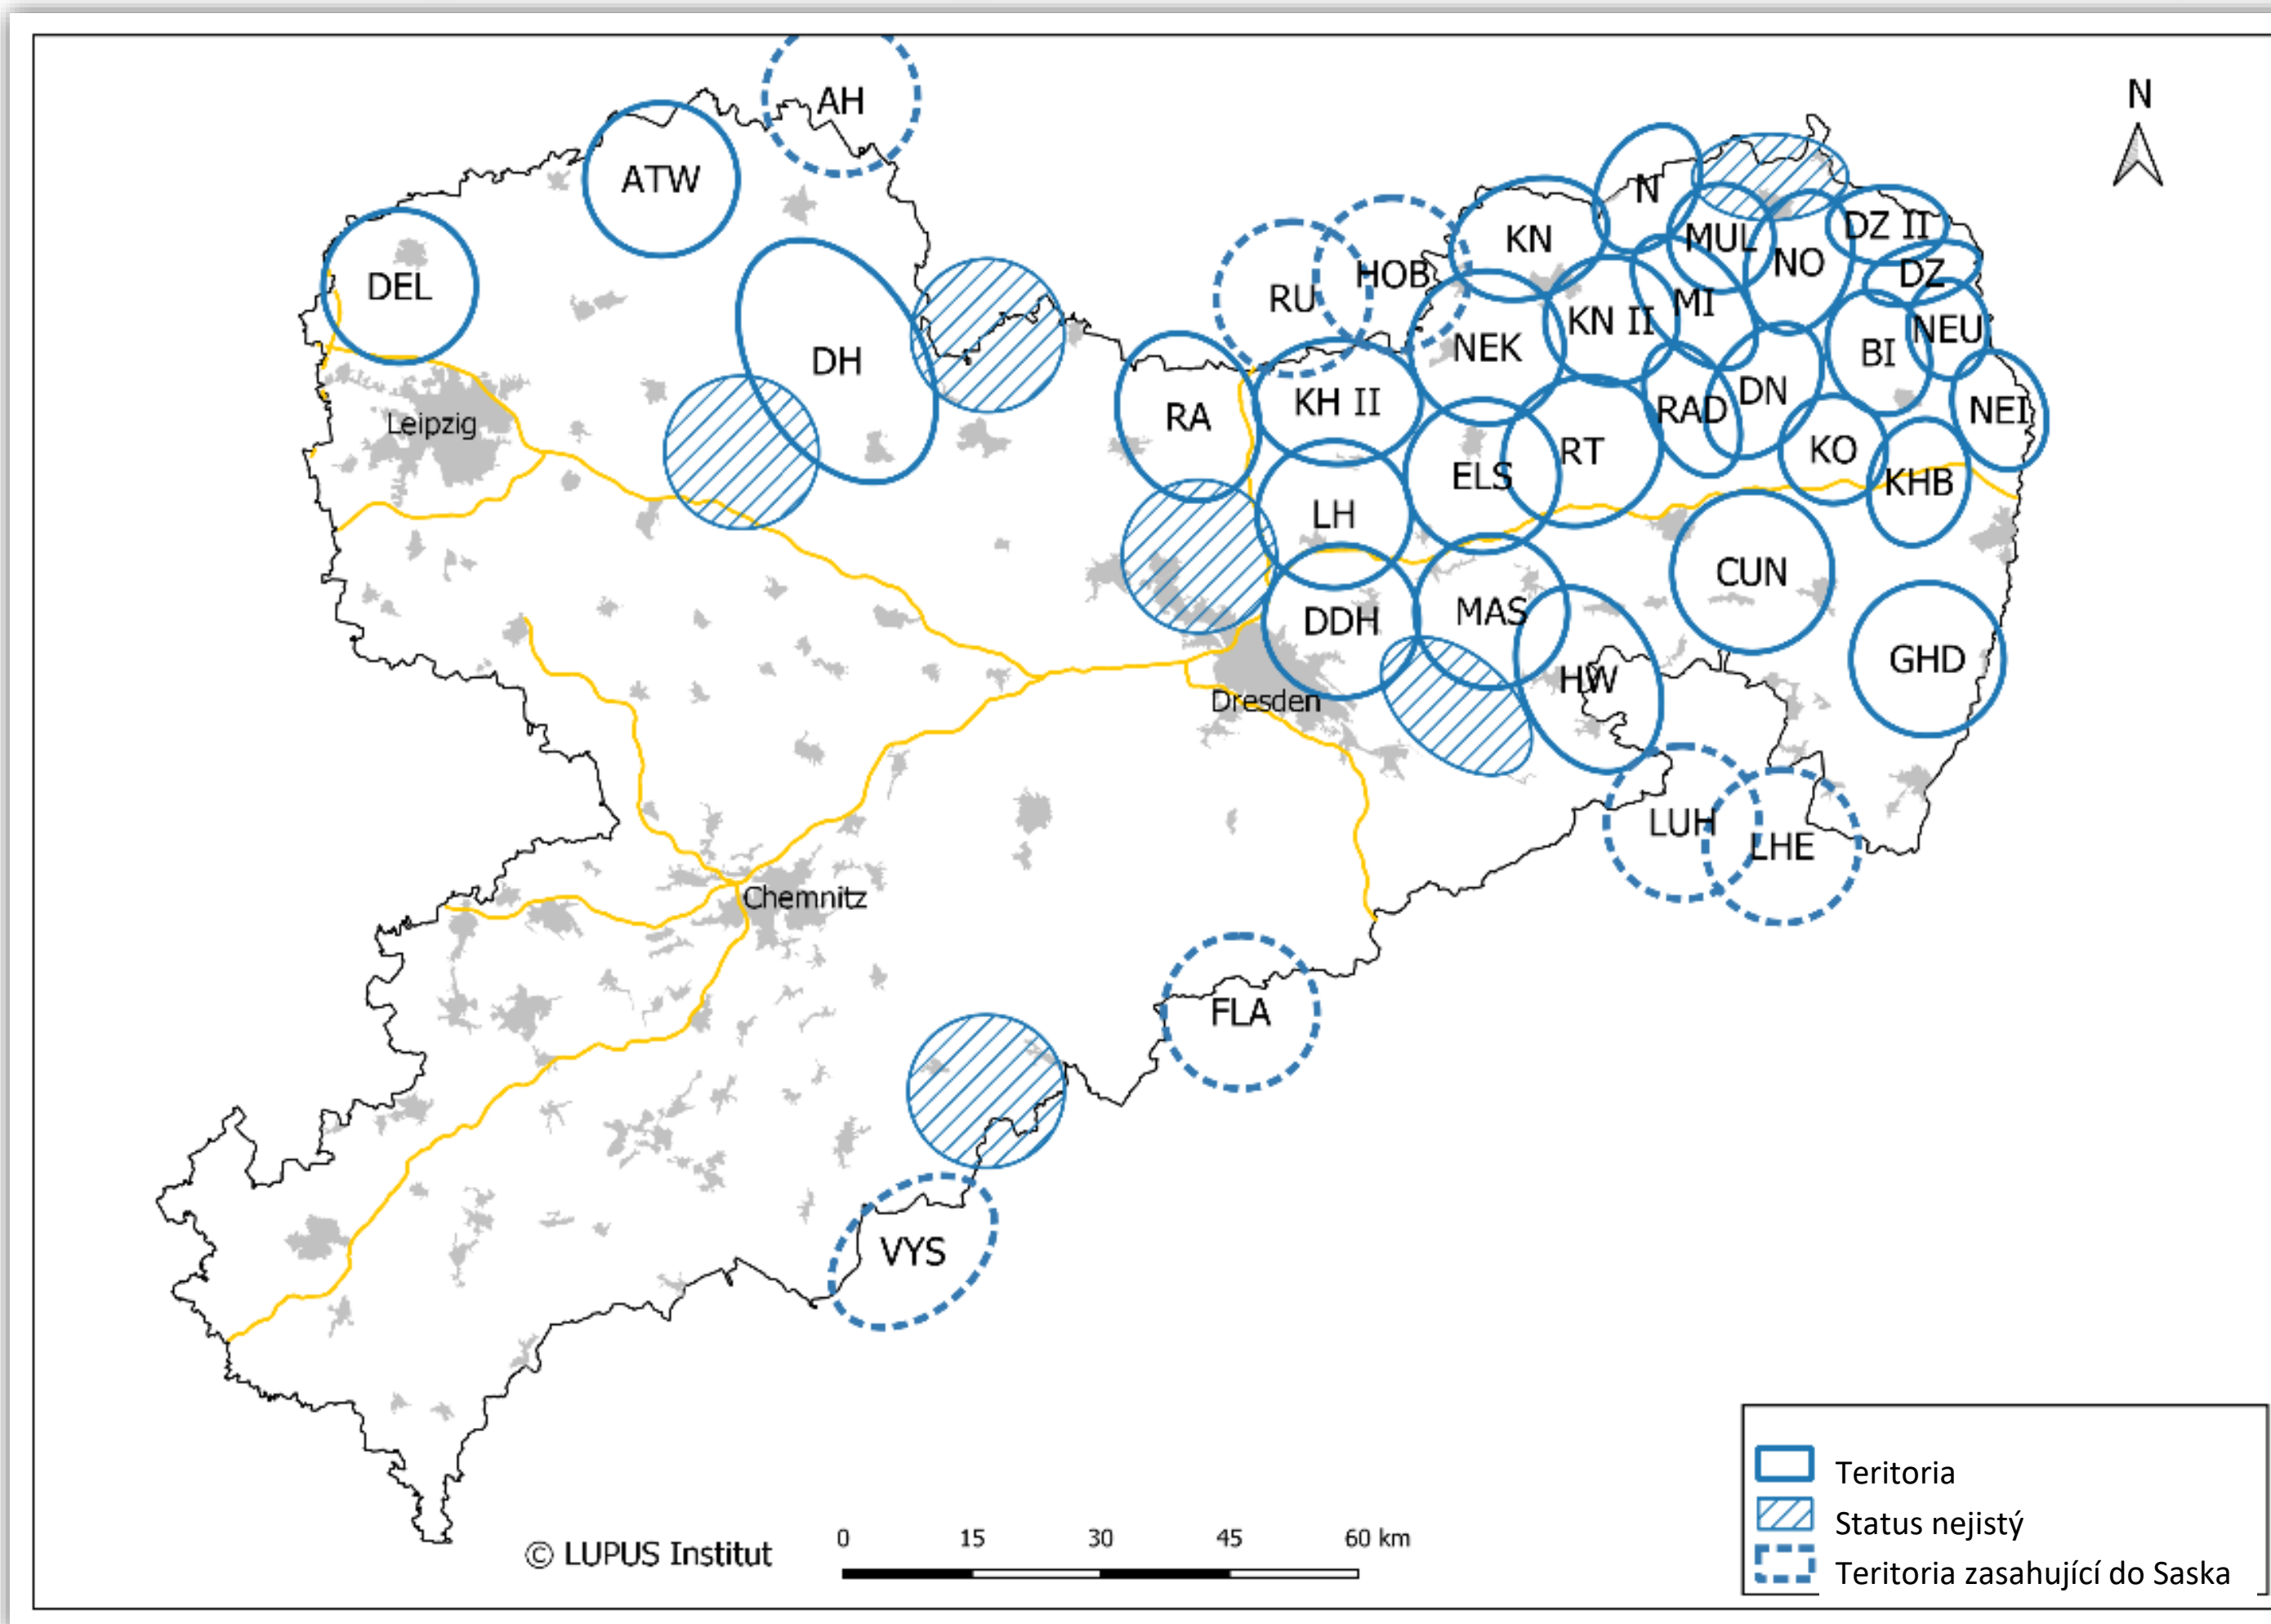 AH
N
ATW
N
DEL
KN
MUL
DZ II
NO
HOB
DZ
RU
MI
KN II
NEU
NEK
BI
DH
DN
KH II
RAD
NEI
RA
Leipzig
RT
KO
ELS
KHB
LH
CUN
MAS
DDH
GHD
HW
Dresden
LUH
LHE
Chemnitz
FLA
VYS
Teritoria
Status nejistý
Teritoria zasahující do Saska
0 15 30 45 60 km
© LUPUS Institut